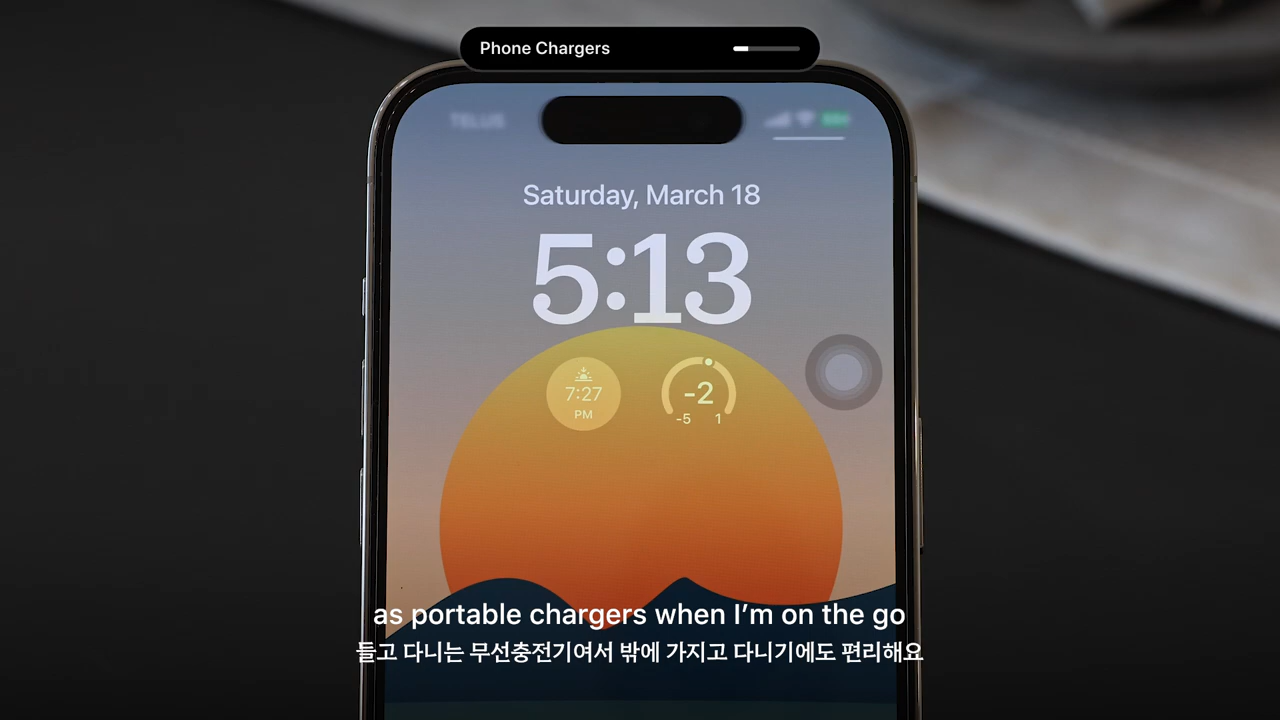 Phone Chargers
TELUS
Saturday, March 18
5:13
7:27
PM
-2
-5 1
as portable chargers when I'm on the go
들고 다니는 무선충전기여서 밖에 가지고 다니기에도 편리해요